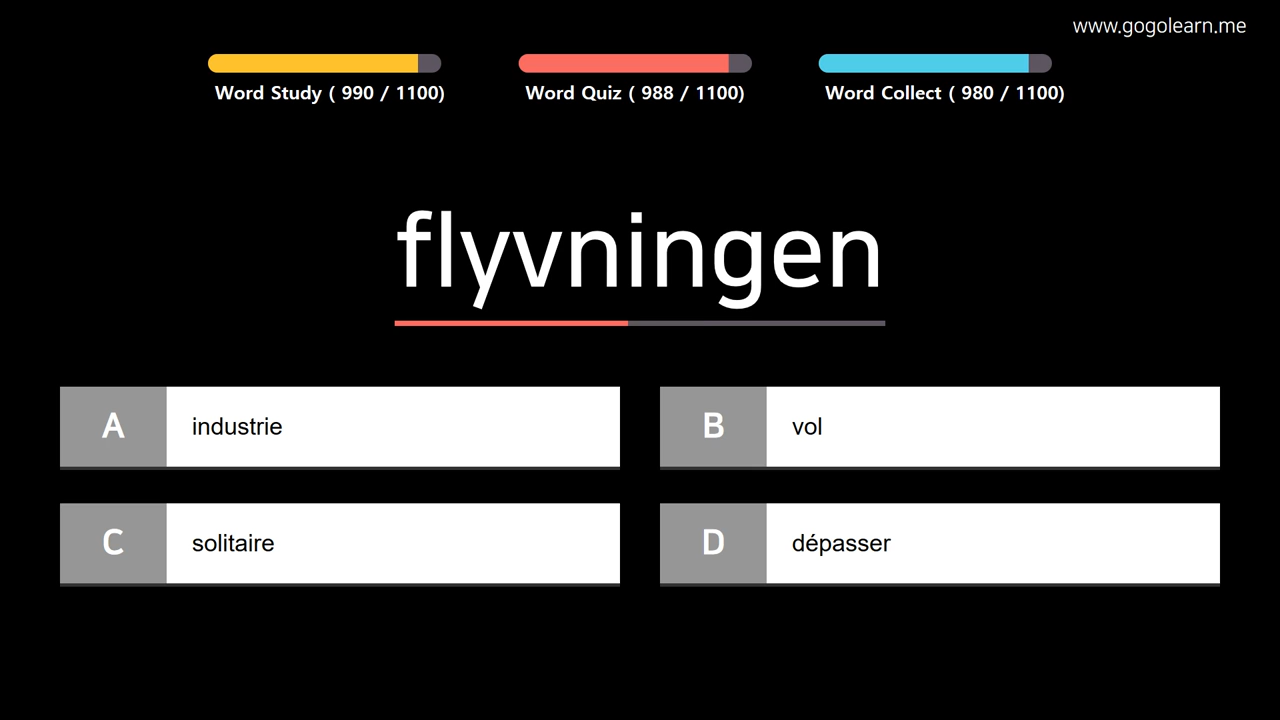 www.gogolearn.me
Word Study ( 990 / 1100)
Word Quiz ( 988 / 1100)
Word Collect ( 980 / 1100)
flyvningen
A industrie
B vol
C solitaire
D dépasser